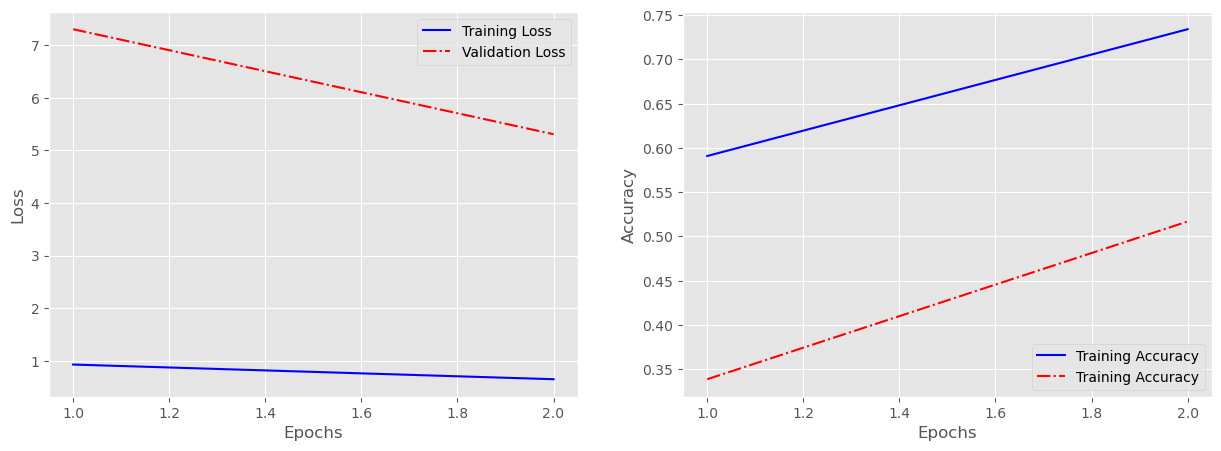 Training Loss
Validation Loss
7
6
5
4
3
2
1
Loss
1.0 1.2 1.4 1.6 1.8 2.0
Epochs
0.75
0.70
0.65
0.60
0.55
0.50
0.45
0.40
0.35
Accuracy
Training Accuracy
Training Accuracy
1.0 1.2 1.4 1.6 1.8 2.0
Epochs